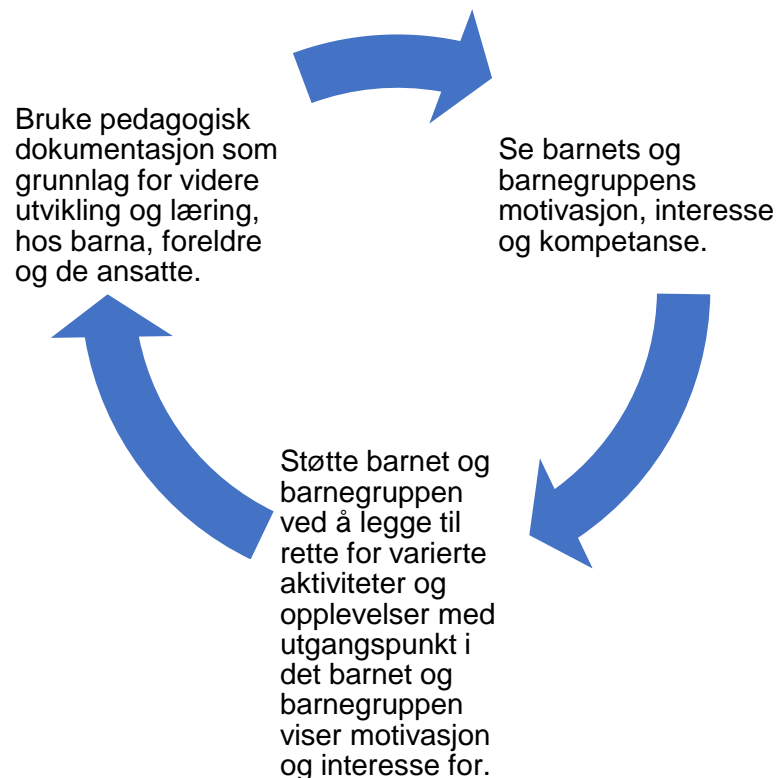 Bruke pedagogisk
dokumentasjon som
grunnlag for videre
utvikling og læring,
hos barna, foreldre
og de ansatte.
Se barnets og
barnegruppens
motivasjon, interesse
og kompetanse.
Støtte barnet og
barnegruppen
ved å legge til
rette for varierte
aktiviteter og
opplevelser med
utgangspunkt i
det barnet og
barnegruppen
viser motivasjon
og interesse for.